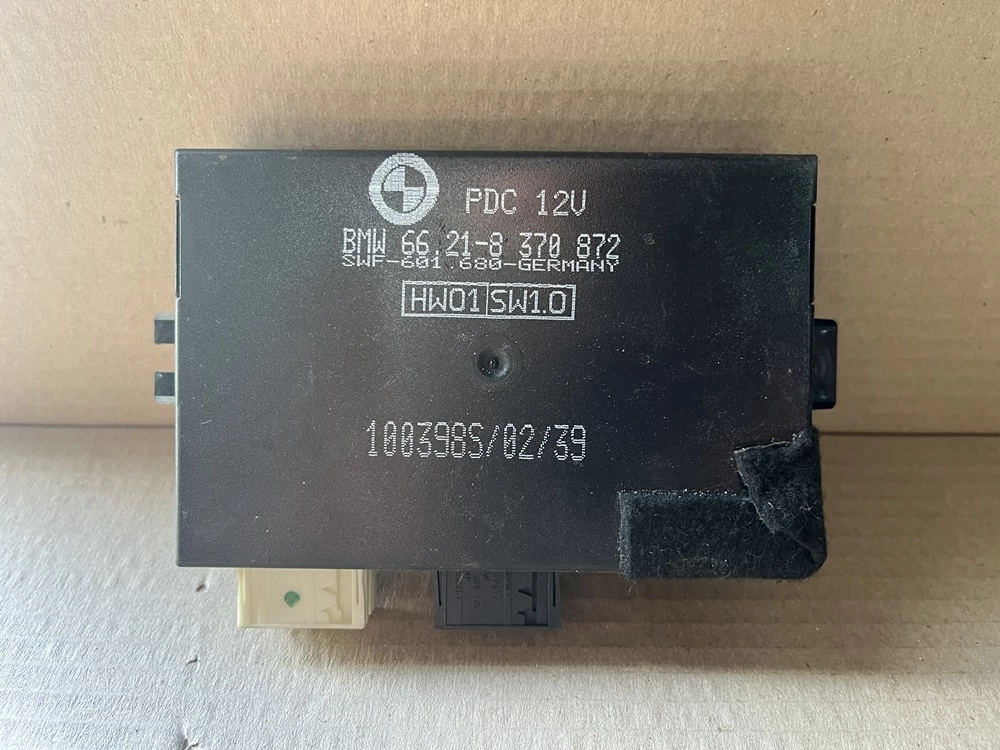 PDC 12V
BMW 66.21-8 370 872
SWF-601.680-GERMANY
HW01 SW1.0
100398S/02/39